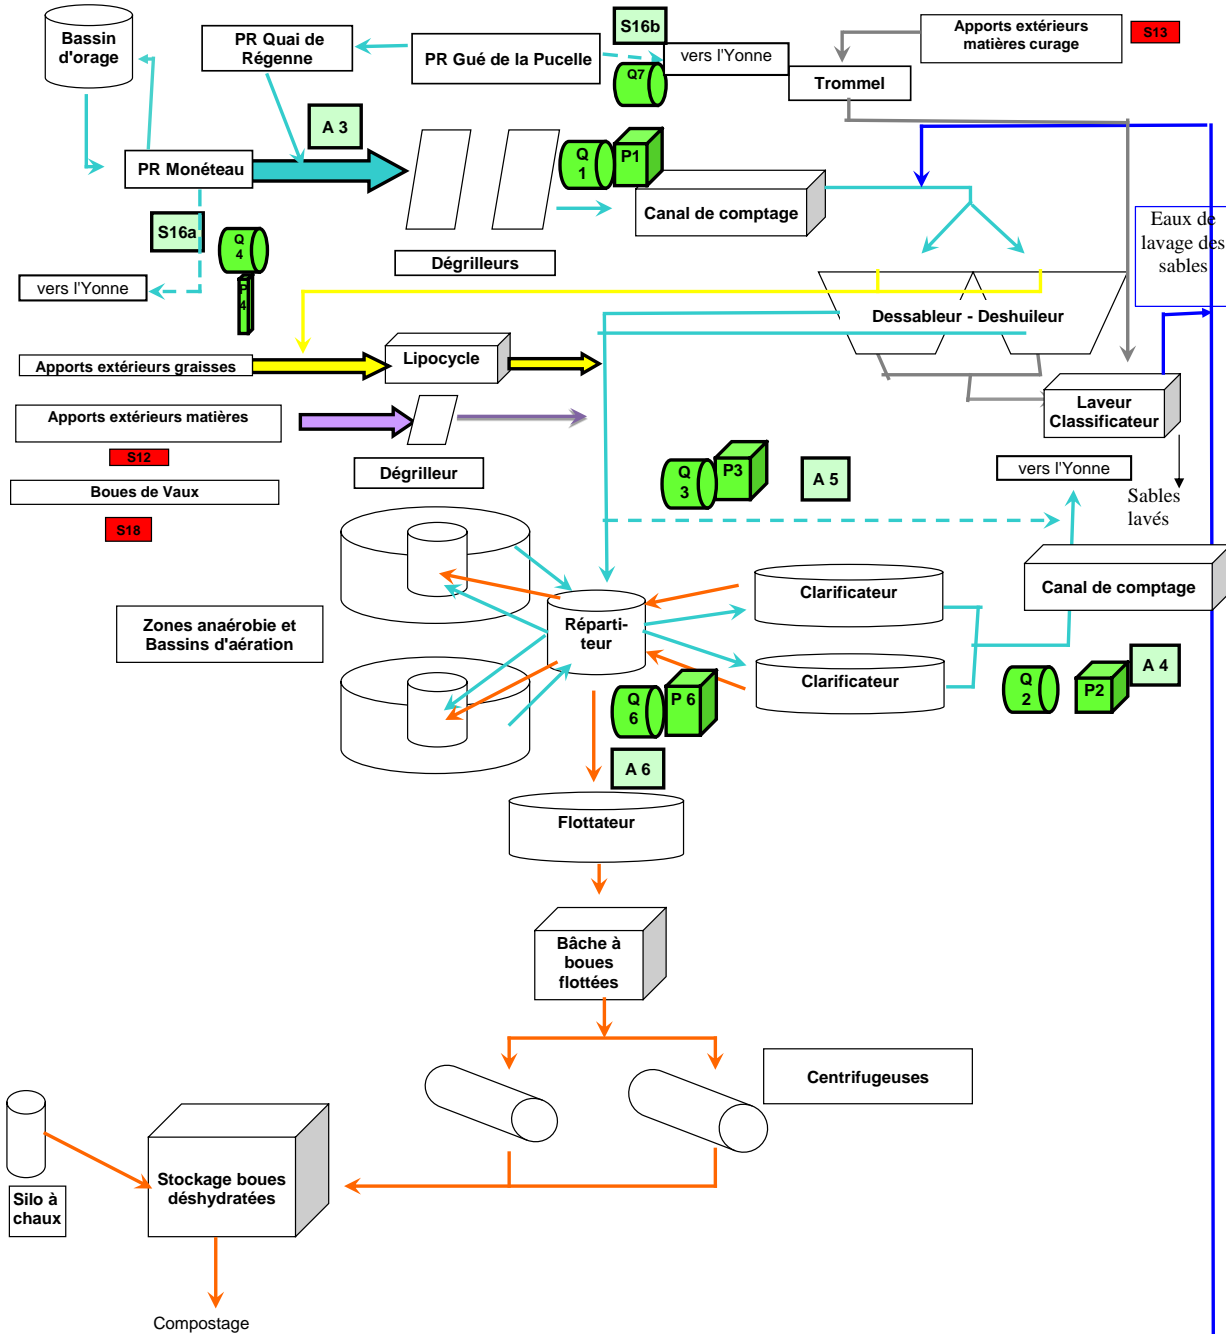 Bassin
d'orage
PR Quai de
Régenne
PR Gué de la Pucelle
S16b
vers l'Yonne
Q7
Apports extérieurs
matières curage
S13
Trommel
A 3
PR Monéteau
Q
1
P1
Canal de comptage
Dégrilleurs
S16a
Q
4
P
4
vers l'Yonne
Eaux de
lavage des
sables
Dessableur - Deshuileur
Apports extérieurs graisses
Lipocycle
Laveur
Classificateur
Apports extérieurs matières
S12
Dégrilleur
Boues de Vaux
S18
Q
3
P3
A 5
vers l'Yonne
Sables
lavés
Canal de comptage
Zones anaérobie et
Bassins d'aération
Réparti-
teur
Clarificateur
Clarificateur
Q
6
P 6
A 6
Q
2
P2
A 4
Flottateur
Bâche à
boues
flottées
Centrifugeuses
Silo à
chaux
Stockage boues
déshydratées
Compostage